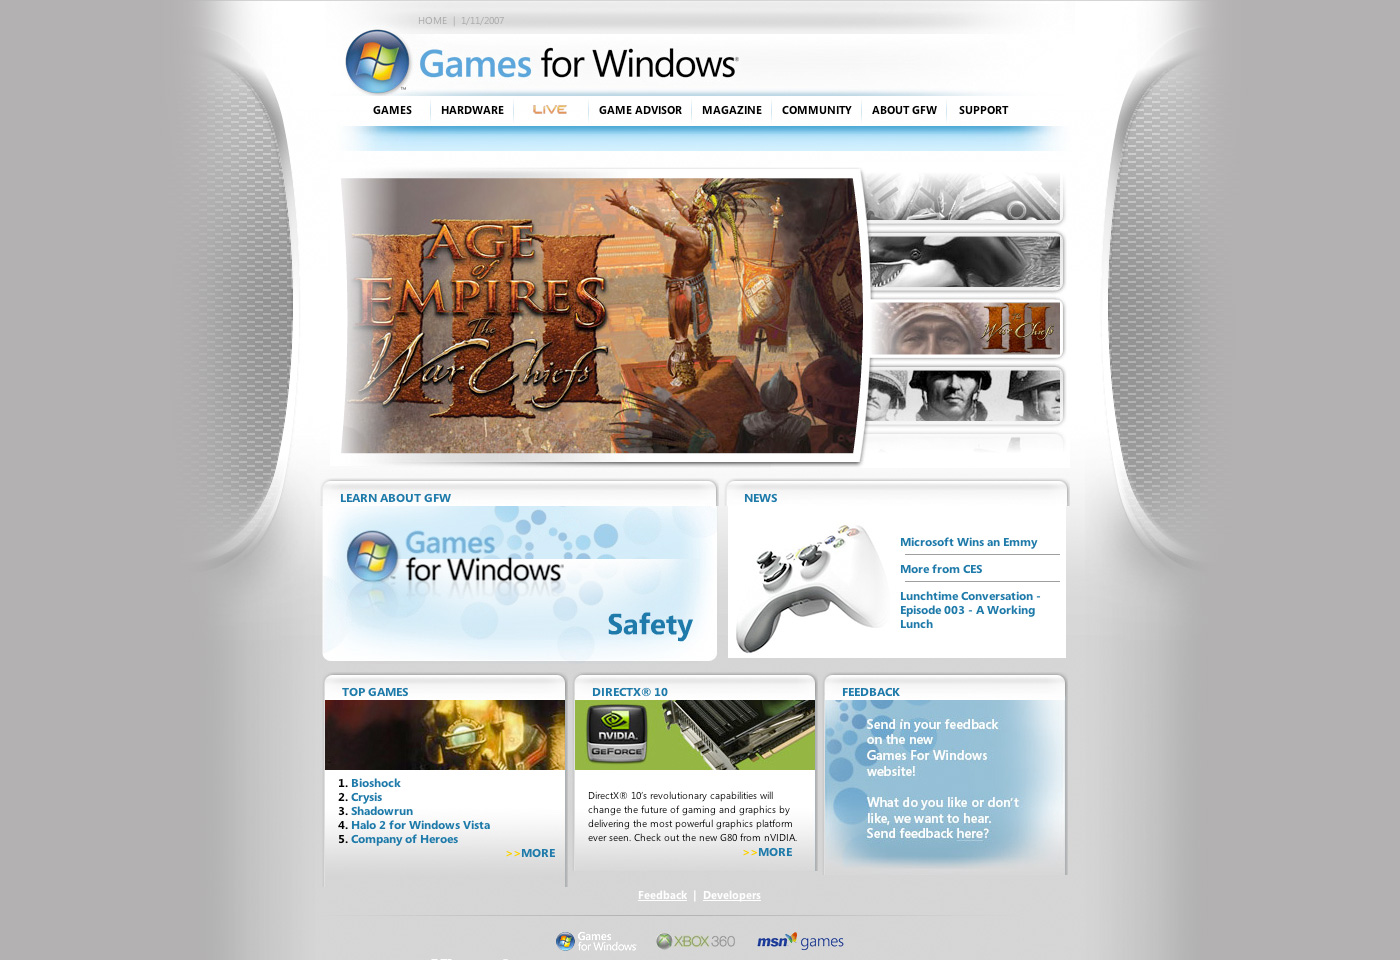 HOME | 1/11/2007
Games for Windows
GAMES HARDWARE LIVE GAME ADVISOR MAGAZINE COMMUNITY ABOUT GFW SUPPORT
AGE
of
EMPIRES
III
The
War Chiefs
III
War Chiefs
LEARN ABOUT GFW
Games
for Windows
Safety
NEWS
Microsoft Wins an Emmy
More from CES
Lunchtime Conversation -
Episode 003 - A Working
Lunch
TOP GAMES
1. Bioshock
2. Crysis
3. Shadowrun
4. Halo 2 for Windows Vista
5. Company of Heroes
>>MORE
DIRECTX® 10
NVIDIA.
GEFORCE
DirectX® 10's revolutionary capabilities will
change the future of gaming and graphics by
delivering the most powerful graphics platform
ever seen. Check out the new G80 from nVIDIA.
>>MORE
FEEDBACK
Send in your feedback
on the new
Games For Windows
website!
What do you like or don't
like, we want to hear.
Send feedback here?
Feedback | Developers
Games
for Windows
XBOX 360
msn games